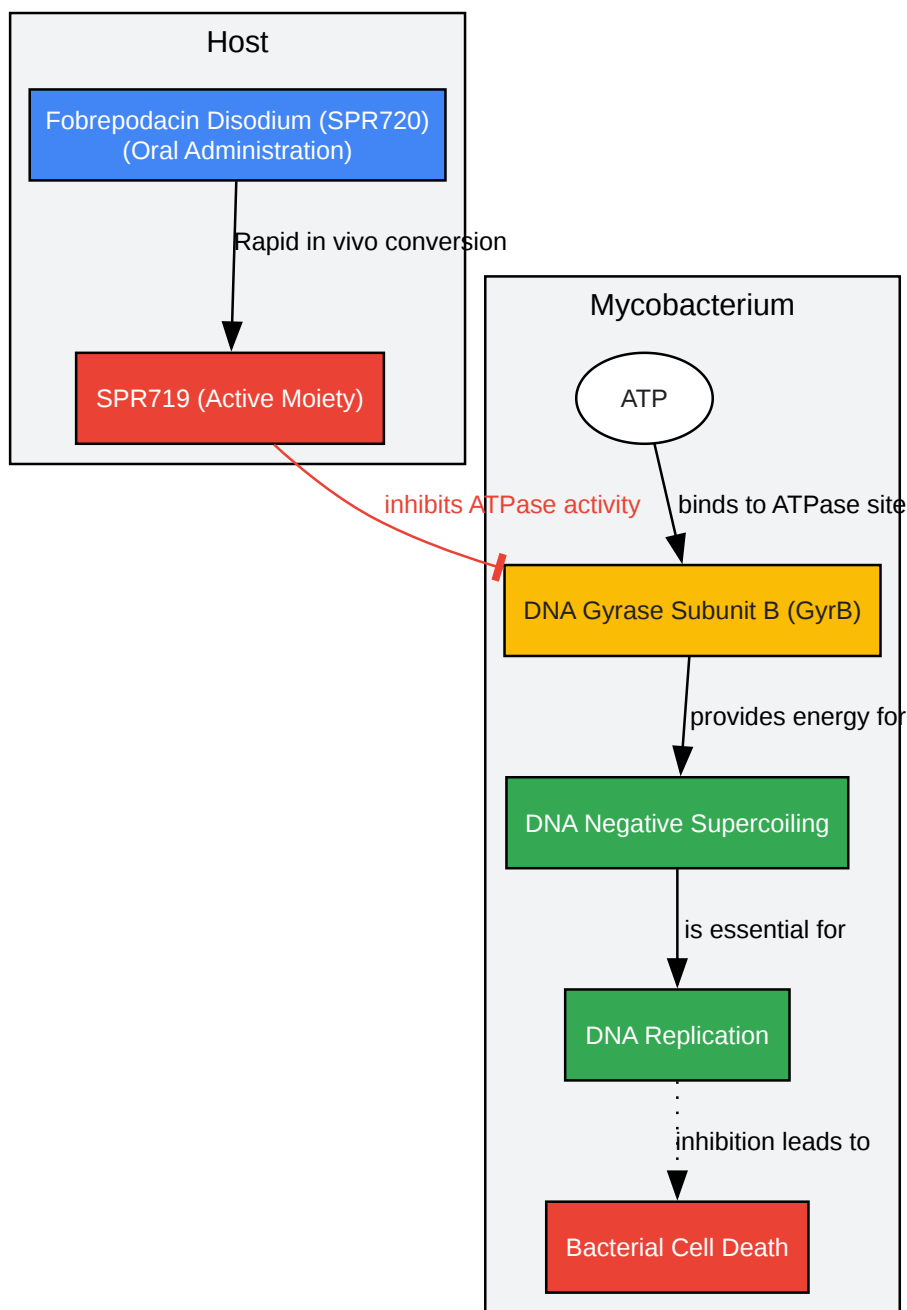 Host
Fobrepodacin Disodium (SPR720)
(Oral Administration)
Rapid in vivo conversion
SPR719 (Active Moiety)
Mycobacterium
ATP
inhibits ATPase activity
binds to ATPase site
DNA Gyrase Subunit B (GyrB)
provides energy for
DNA Negative Supercoiling
is essential for
DNA Replication
inhibition leads to
Bacterial Cell Death